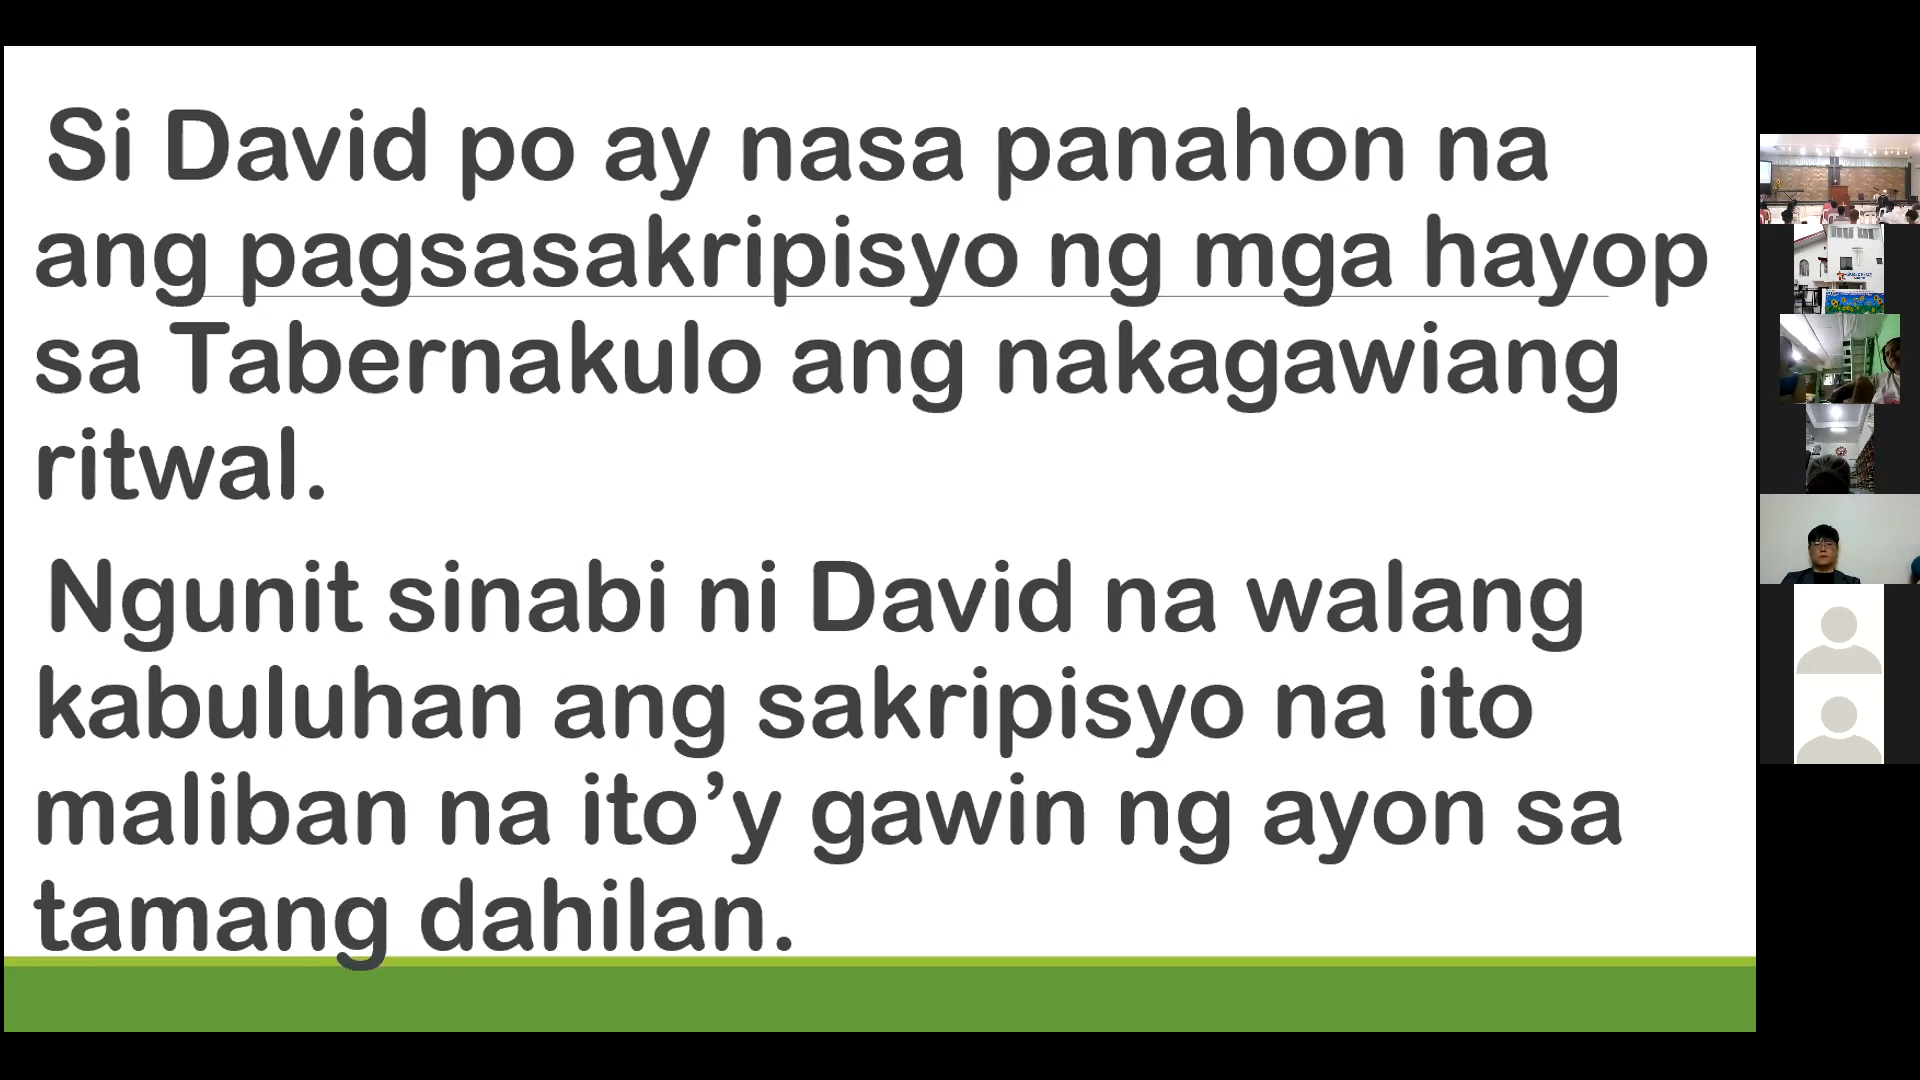 Si David po ay nasa panahon na
ang pagsasakripisyo ng mga hayop
sa Tabernakulo ang nakagawiang
ritwal.
Ngunit sinabi ni David na walang
kabuluhan ang sakripisyo na ito
maliban na ito’y gawin ng ayon sa
tamang dahilan.